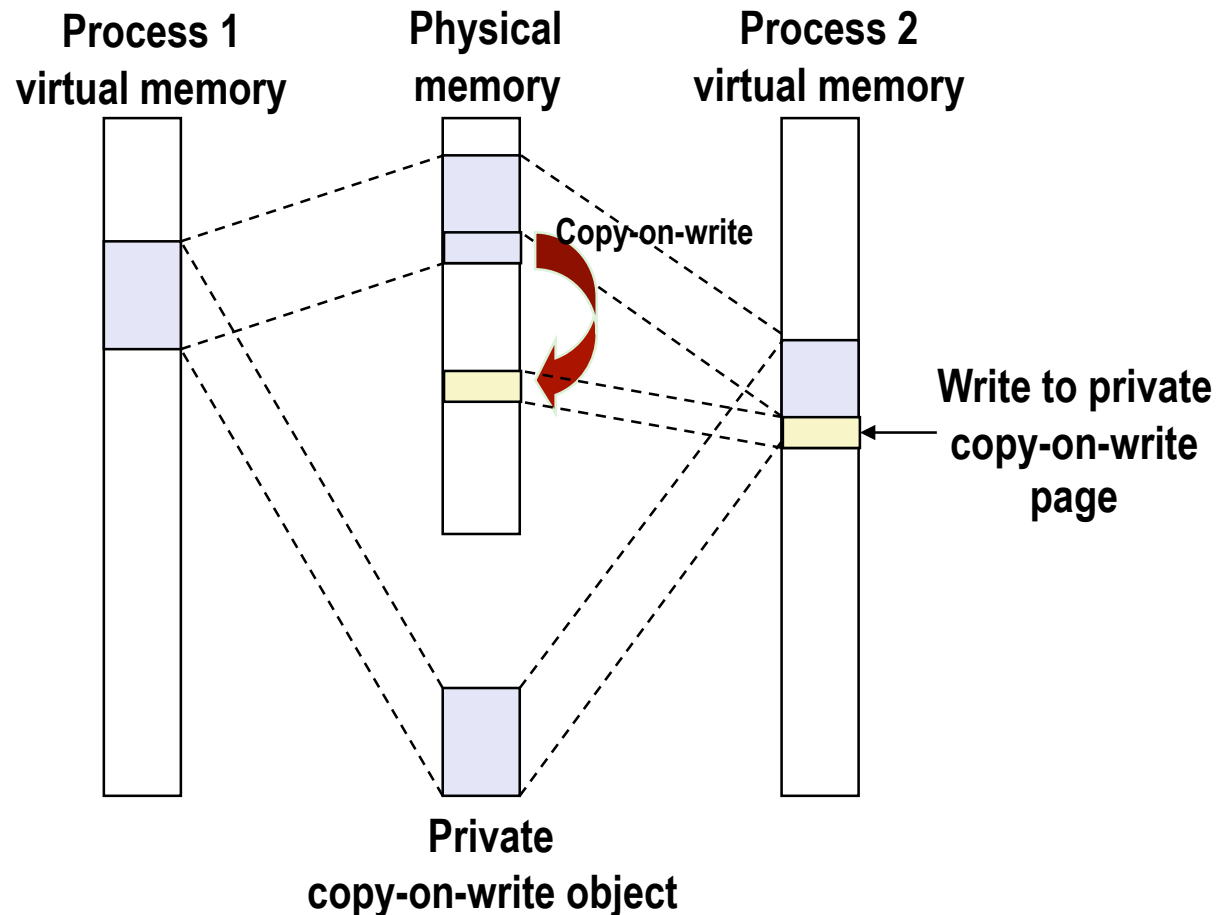 Process 1
virtual memory
Physical
memory
Process 2
virtual memory
Copy-on-write
Write to private
copy-on-write
page
Private
copy-on-write object